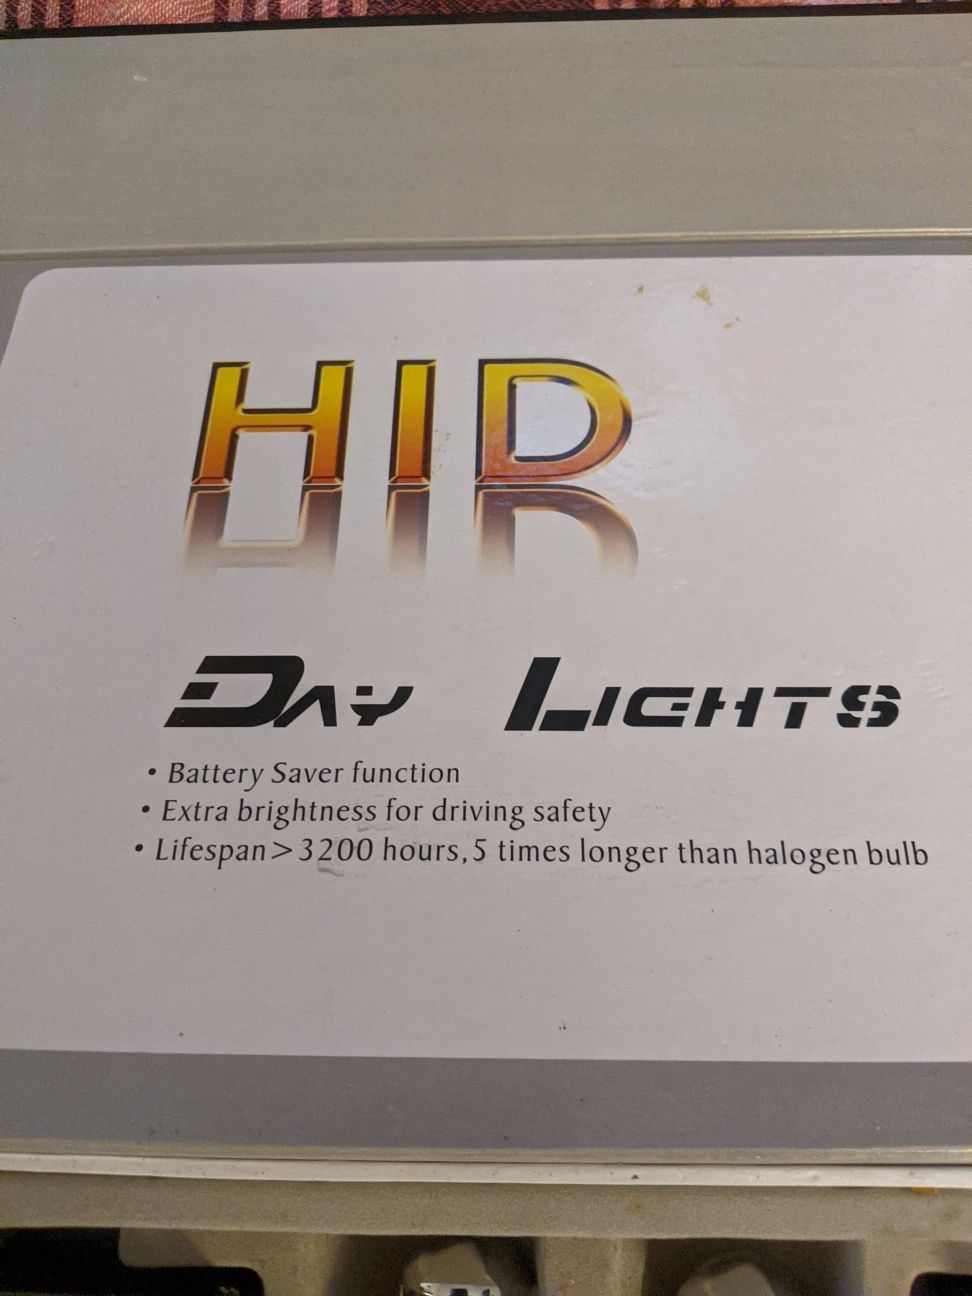 HID
DAY LIGHTS
• Battery Saver function
• Extra brightness for driving safety
• Lifespan>3200 hours,5 times longer than halogen bulb